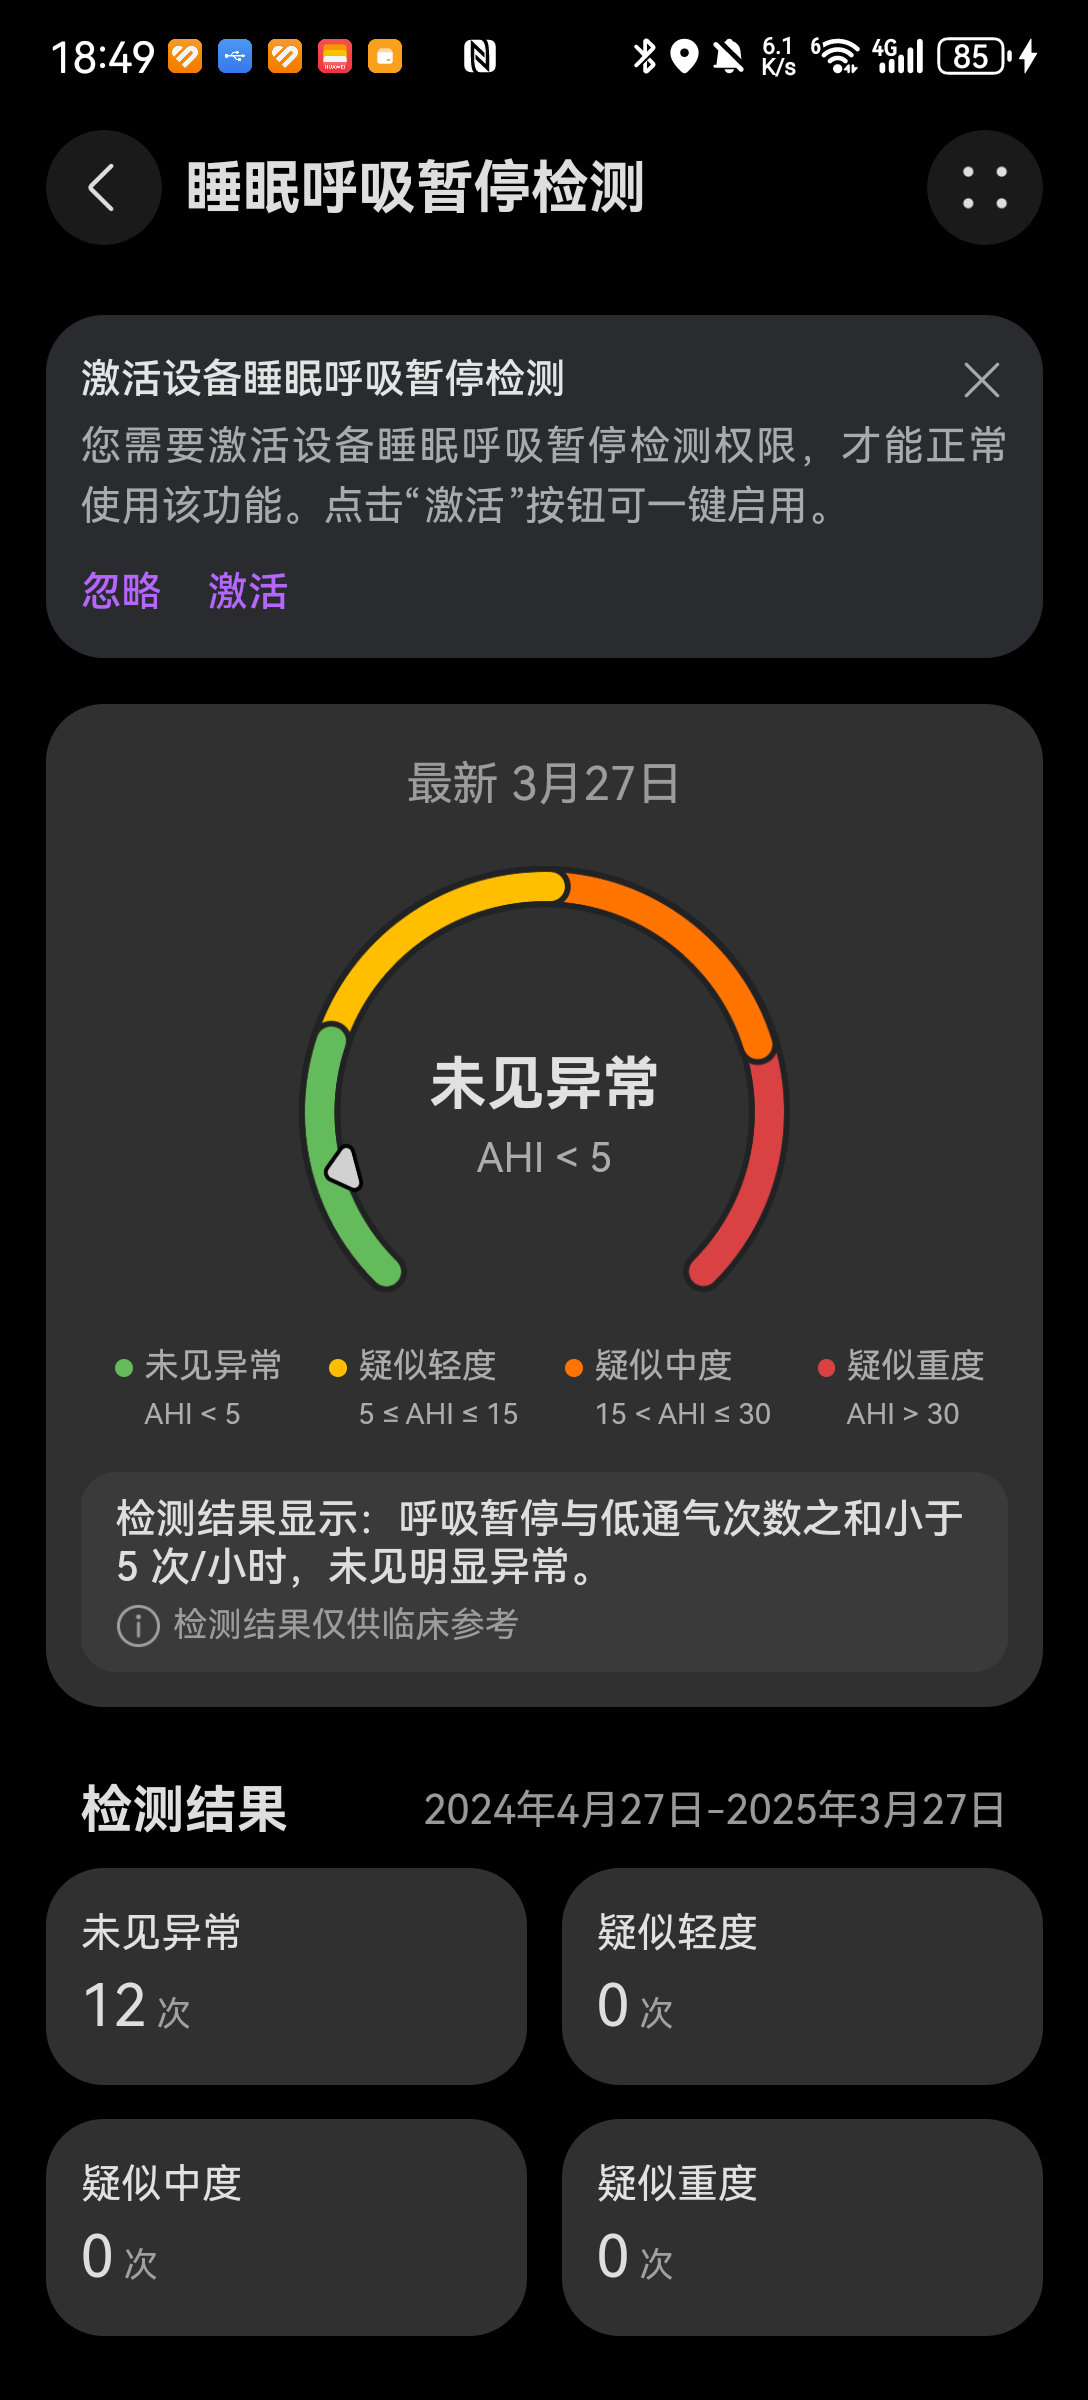 18:49
6.1 K/s
6
4G
85
睡眠呼吸暂停检测
激活设备睡眠呼吸暂停检测
您需要激活设备睡眠呼吸暂停检测权限，才能正常
使用该功能。点击“激活”按钮可一键启用。
忽略 激活
最新 3月27日
未见异常
AHI < 5
未见异常 疑似轻度 疑似中度 疑似重度
AHI < 5 5 ≤ AHI ≤ 15 15 < AHI ≤ 30 AHI > 30
检测结果显示：呼吸暂停与低通气次数之和小于
5 次/小时，未见明显异常。
检测结果仅供临床参考
检测结果 2024年4月27日-2025年3月27日
未见异常 疑似轻度
12 次 0 次
疑似中度 疑似重度
0 次 0 次